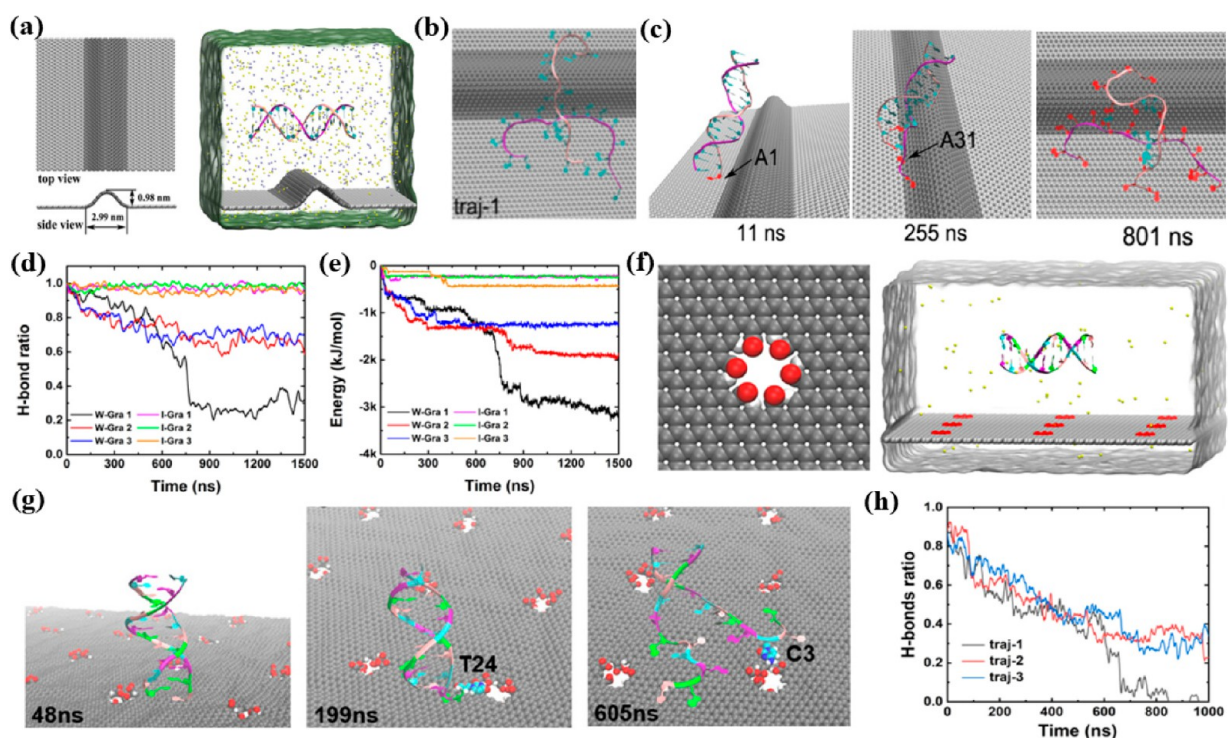 (a)
top view
side view
0.98 nm
2.99 nm
(b)
traj-1
(c)
A1
A31
11 ns
255 ns
801 ns
(d)
H-bond ratio
1.0
0.8
0.6
0.4
0.2
0.0
W-Gra 1
W-Gra 2
W-Gra 3
I-Gra 1
I-Gra 2
I-Gra 3
0 300 600 900 1200 1500
Time (ns)
(e)
Energy (kJ/mol)
0
-1k
-2k
-3k
-4k
W-Gra 1
W-Gra 2
W-Gra 3
I-Gra 1
I-Gra 2
I-Gra 3
0 300 600 900 1200 1500
Time (ns)
(f)
(g)
48ns
T24
199ns
C3
605ns
(h)
H-bonds ratio
1.0
0.8
0.6
0.4
0.2
0.0
traj-1
traj-2
traj-3
0 200 400 600 800 1000
Time (ns)